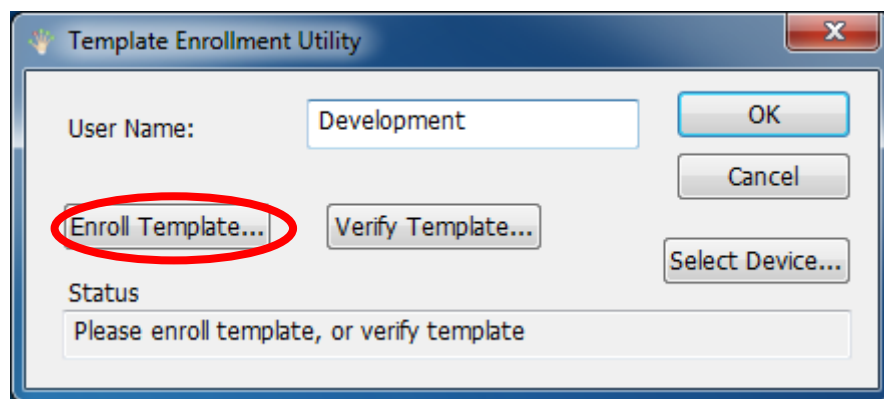 Template Enrollment Utility
User Name:
Development
OK
Cancel
Enroll Template...
Verify Template...
Select Device...
Status
Please enroll template, or verify template